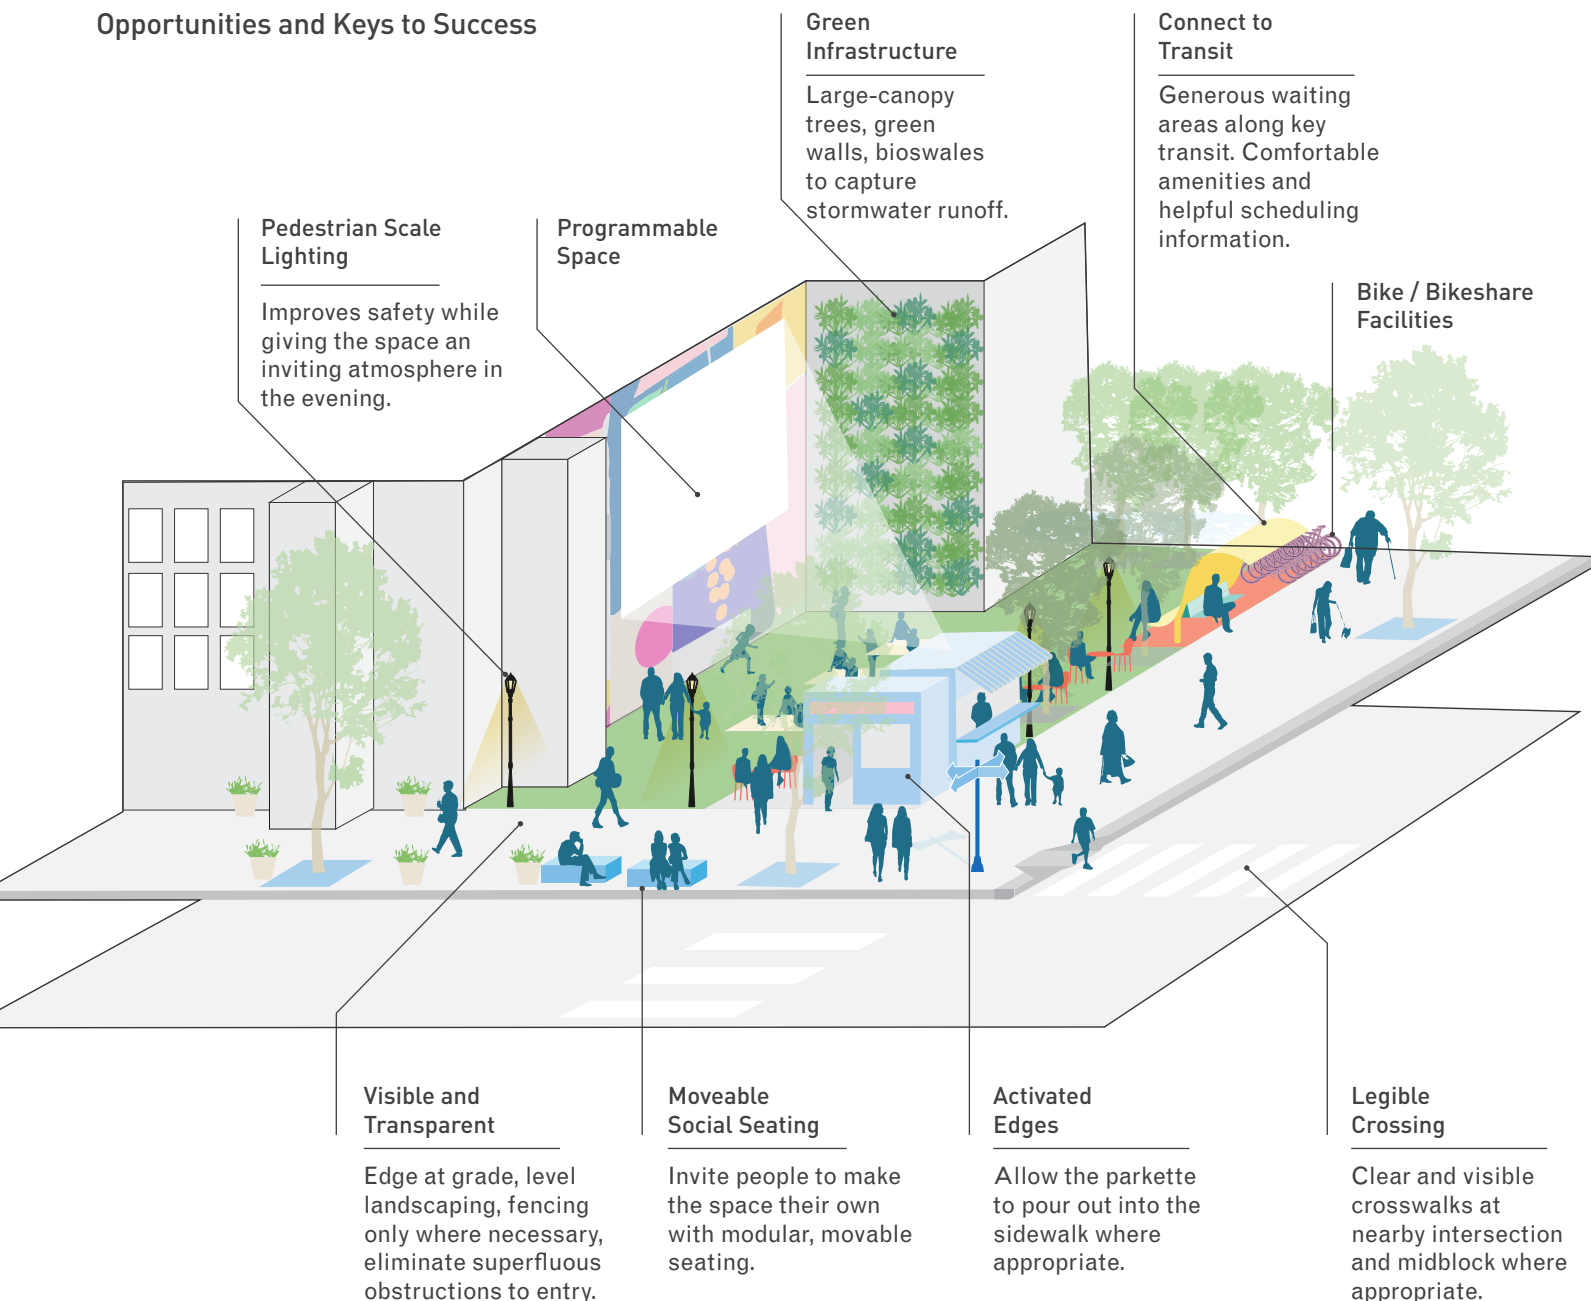 Opportunities and Keys to Success
Green
Infrastructure
Large-canopy
trees, green
walls, bioswales
to capture
stormwater runoff.
Connect to
Transit
Generous waiting
areas along key
transit. Comfortable
amenities and
helpful scheduling
information.
Pedestrian Scale
Lighting
Improves safety while
giving the space an
inviting atmosphere in
the evening.
Programmable
Space
Bike / Bikeshare
Facilities
Visible and
Transparent
Edge at grade, level
landscaping, fencing
only where necessary,
eliminate superfluous
obstructions to entry.
Moveable
Social Seating
Invite people to make
the space their own
with modular, movable
seating.
Activated
Edges
Allow the parkette
to pour out into the
sidewalk where
appropriate.
Legible
Crossing
Clear and visible
crosswalks at
nearby intersection
and midblock where
appropriate.